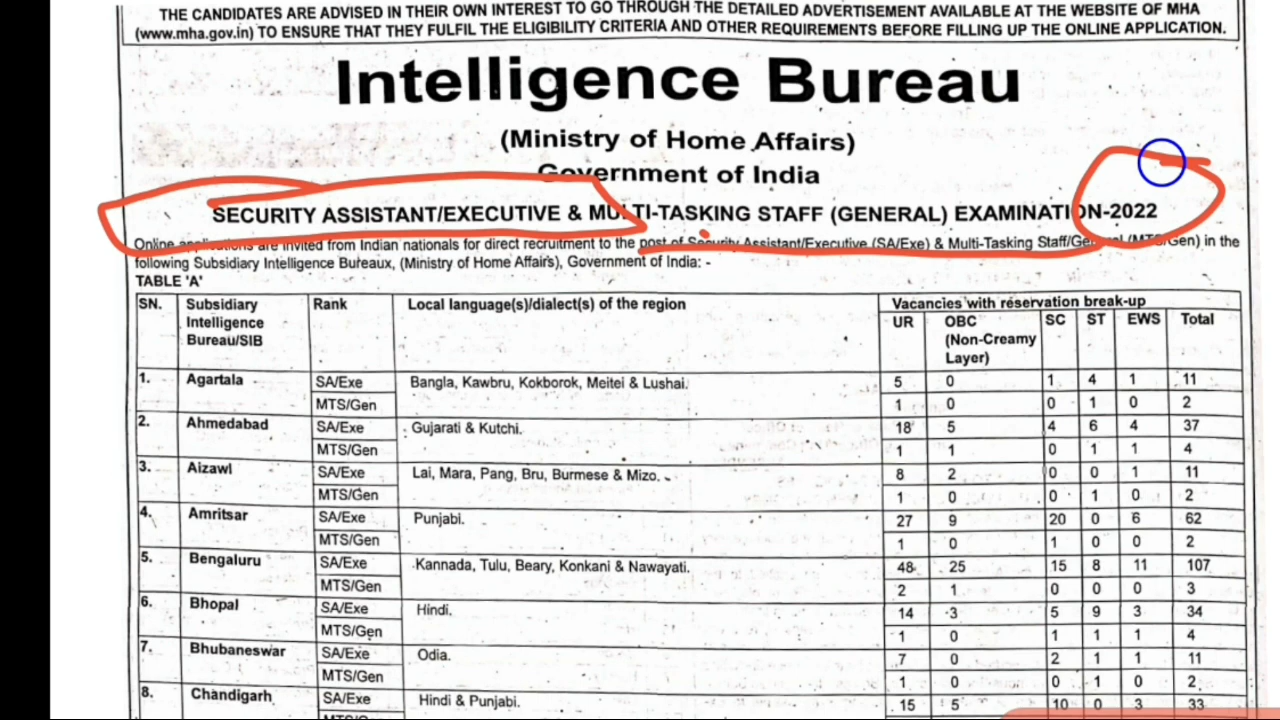 THE CANDIDATES ARE ADVISED IN THEIR OWN INTEREST TO GO THROUGH THE DETAILED ADVERTISEMENT AVAILABLE AT THE WEBSITE OF MHA
(www.mha.gov.in) TO ENSURE THAT THEY FULFIL THE ELIGIBILITY CRITERIA AND OTHER REQUIREMENTS BEFORE FILLING UP THE ONLINE APPLICATION.
Intelligence Bureau
(Ministry of Home Affairs)
Government of India
SECURITY ASSISTANT/EXECUTIVE & MULTI-TASKING STAFF (GENERAL) EXAMINATION-2022
Online applications are invited from Indian nationals for direct recruitment to the post of Security Assistant/Executive (SA/Exe) & Multi-Tasking Staff/General (MTS/Gen) in the
following Subsidiary Intelligence Bureaux, (Ministry of Home Affairs), Government of India: -
TABLE 'A'
SN. Subsidiary Intelligence Bureau/SIB Rank Local language(s)/dialect(s) of the region Vacancies with reservation break-up
UR OBC (Non-Creamy Layer) SC ST EWS Total
1. Agartala SA/Exe Bangla, Kawbru, Kokborok, Meitei & Lushai. 5 0 1 4 1 11
MTS/Gen 1 0 0 1 0 2
2. Ahmedabad SA/Exe Gujarati & Kutchi. 18 5 4 6 4 37
MTS/Gen 1 1 0 1 1 4
3. Aizawl SA/Exe Lai, Mara, Pang, Bru, Burmese & Mizo. 8 2 0 0 1 11
MTS/Gen 1 0 0 1 0 2
4. Amritsar SA/Exe Punjabi. 27 9 20 0 6 62
MTS/Gen 1 0 1 0 0 2
5. Bengaluru SA/Exe Kannada, Tulu, Beary, Konkani & Nawayati. 48 25 15 8 11 107
MTS/Gen 2 1 0 0 0 3
6. Bhopal SA/Exe Hindi. 14 3 5 9 3 34
MTS/Gen 1 0 1 1 1 4
7. Bhubaneswar SA/Exe Odia. 7 0 2 1 1 11
MTS/Gen 1 0 0 1 0 2
8. Chandigarh SA/Exe Hindi & Punjabi. 15 5 10 0 3 33